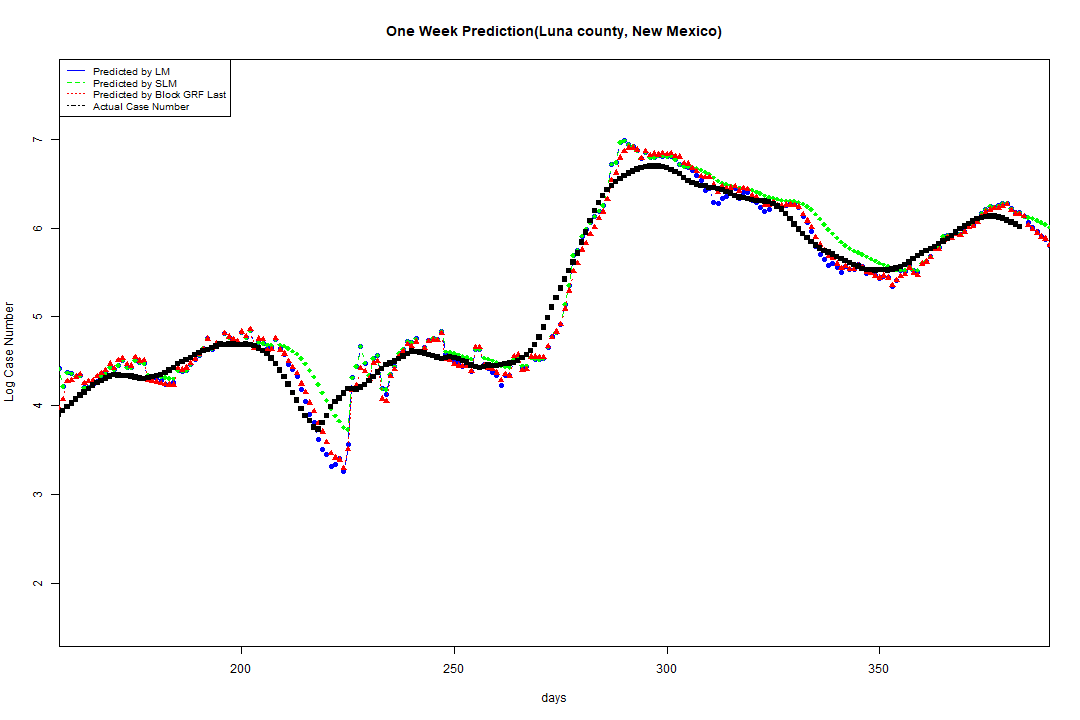 One Week Prediction(Luna county, New Mexico)
Predicted by LM
Predicted by SLM
Predicted by Block GRF Last
Actual Case Number
7
6
5
4
3
2
Log Case Number
200 250 300 350
days